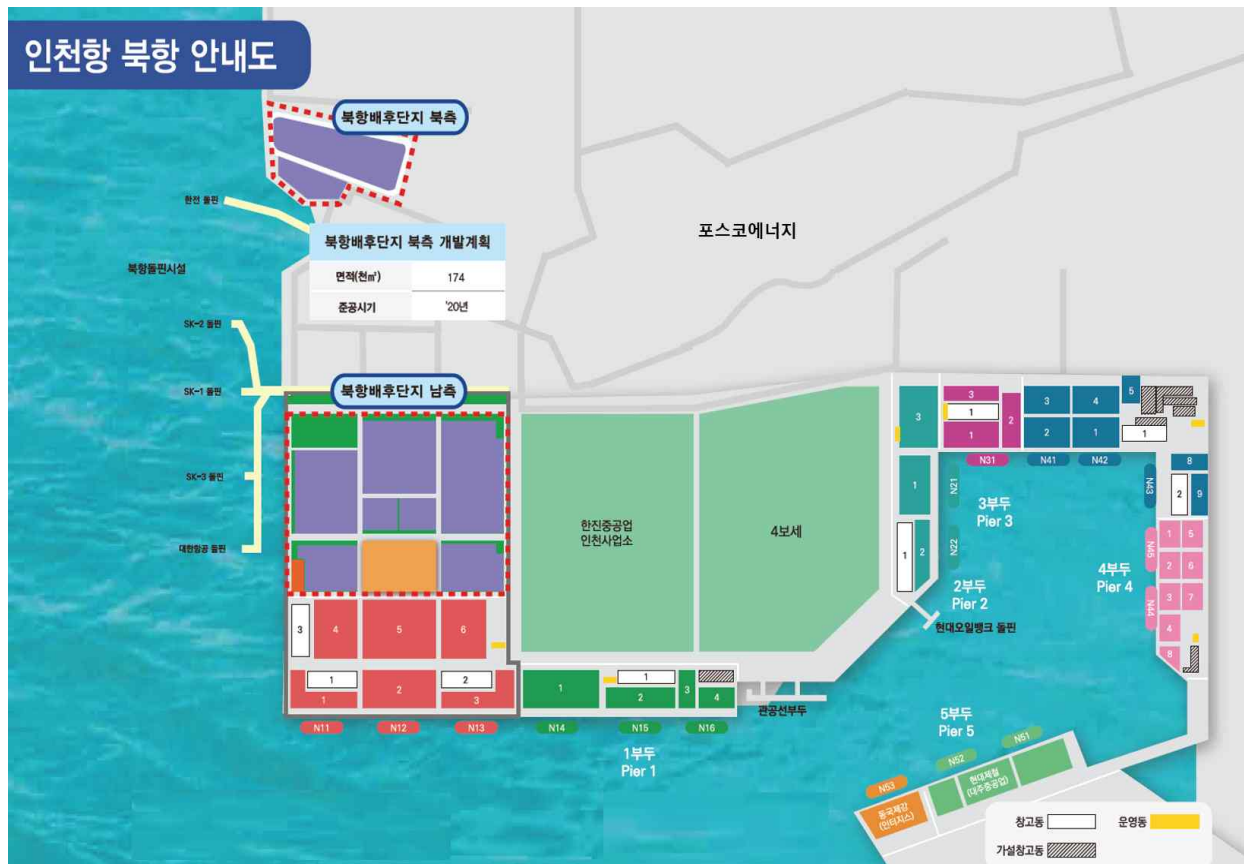 인천항 북항 안내도
북항배후단지 북측
한전 돌핀
북항배후단지 북측 개발계획
면적(천㎡) 174
준공시기 '20년
포스코에너지
북항돌핀시설
SK-2 돌핀
SK-1 돌핀
북항배후단지 남측
SK-3 돌핀
대한항공 돌핀
한진중공업
인천사업소
4보세
3
4
5
6
1
2
1
2
3
N11
N12
N13
1
1
2
3
4
N14
N15
N16
1부두
Pier 1
관공선부두
3
1
1
2
N21
N22
2부두
Pier 2
현대오일뱅크 돌핀
3
1
1
2
N31
3부두
Pier 3
3
4
5
2
1
1
N41
N42
8
2
9
N43
1
5
2
6
3
7
4
8
N45
N44
4부두
Pier 4
5부두
Pier 5
N51
N52
N53
현대제철
(대주중공업)
동국제강
(인터지스)
창고동
운영동
가설창고동